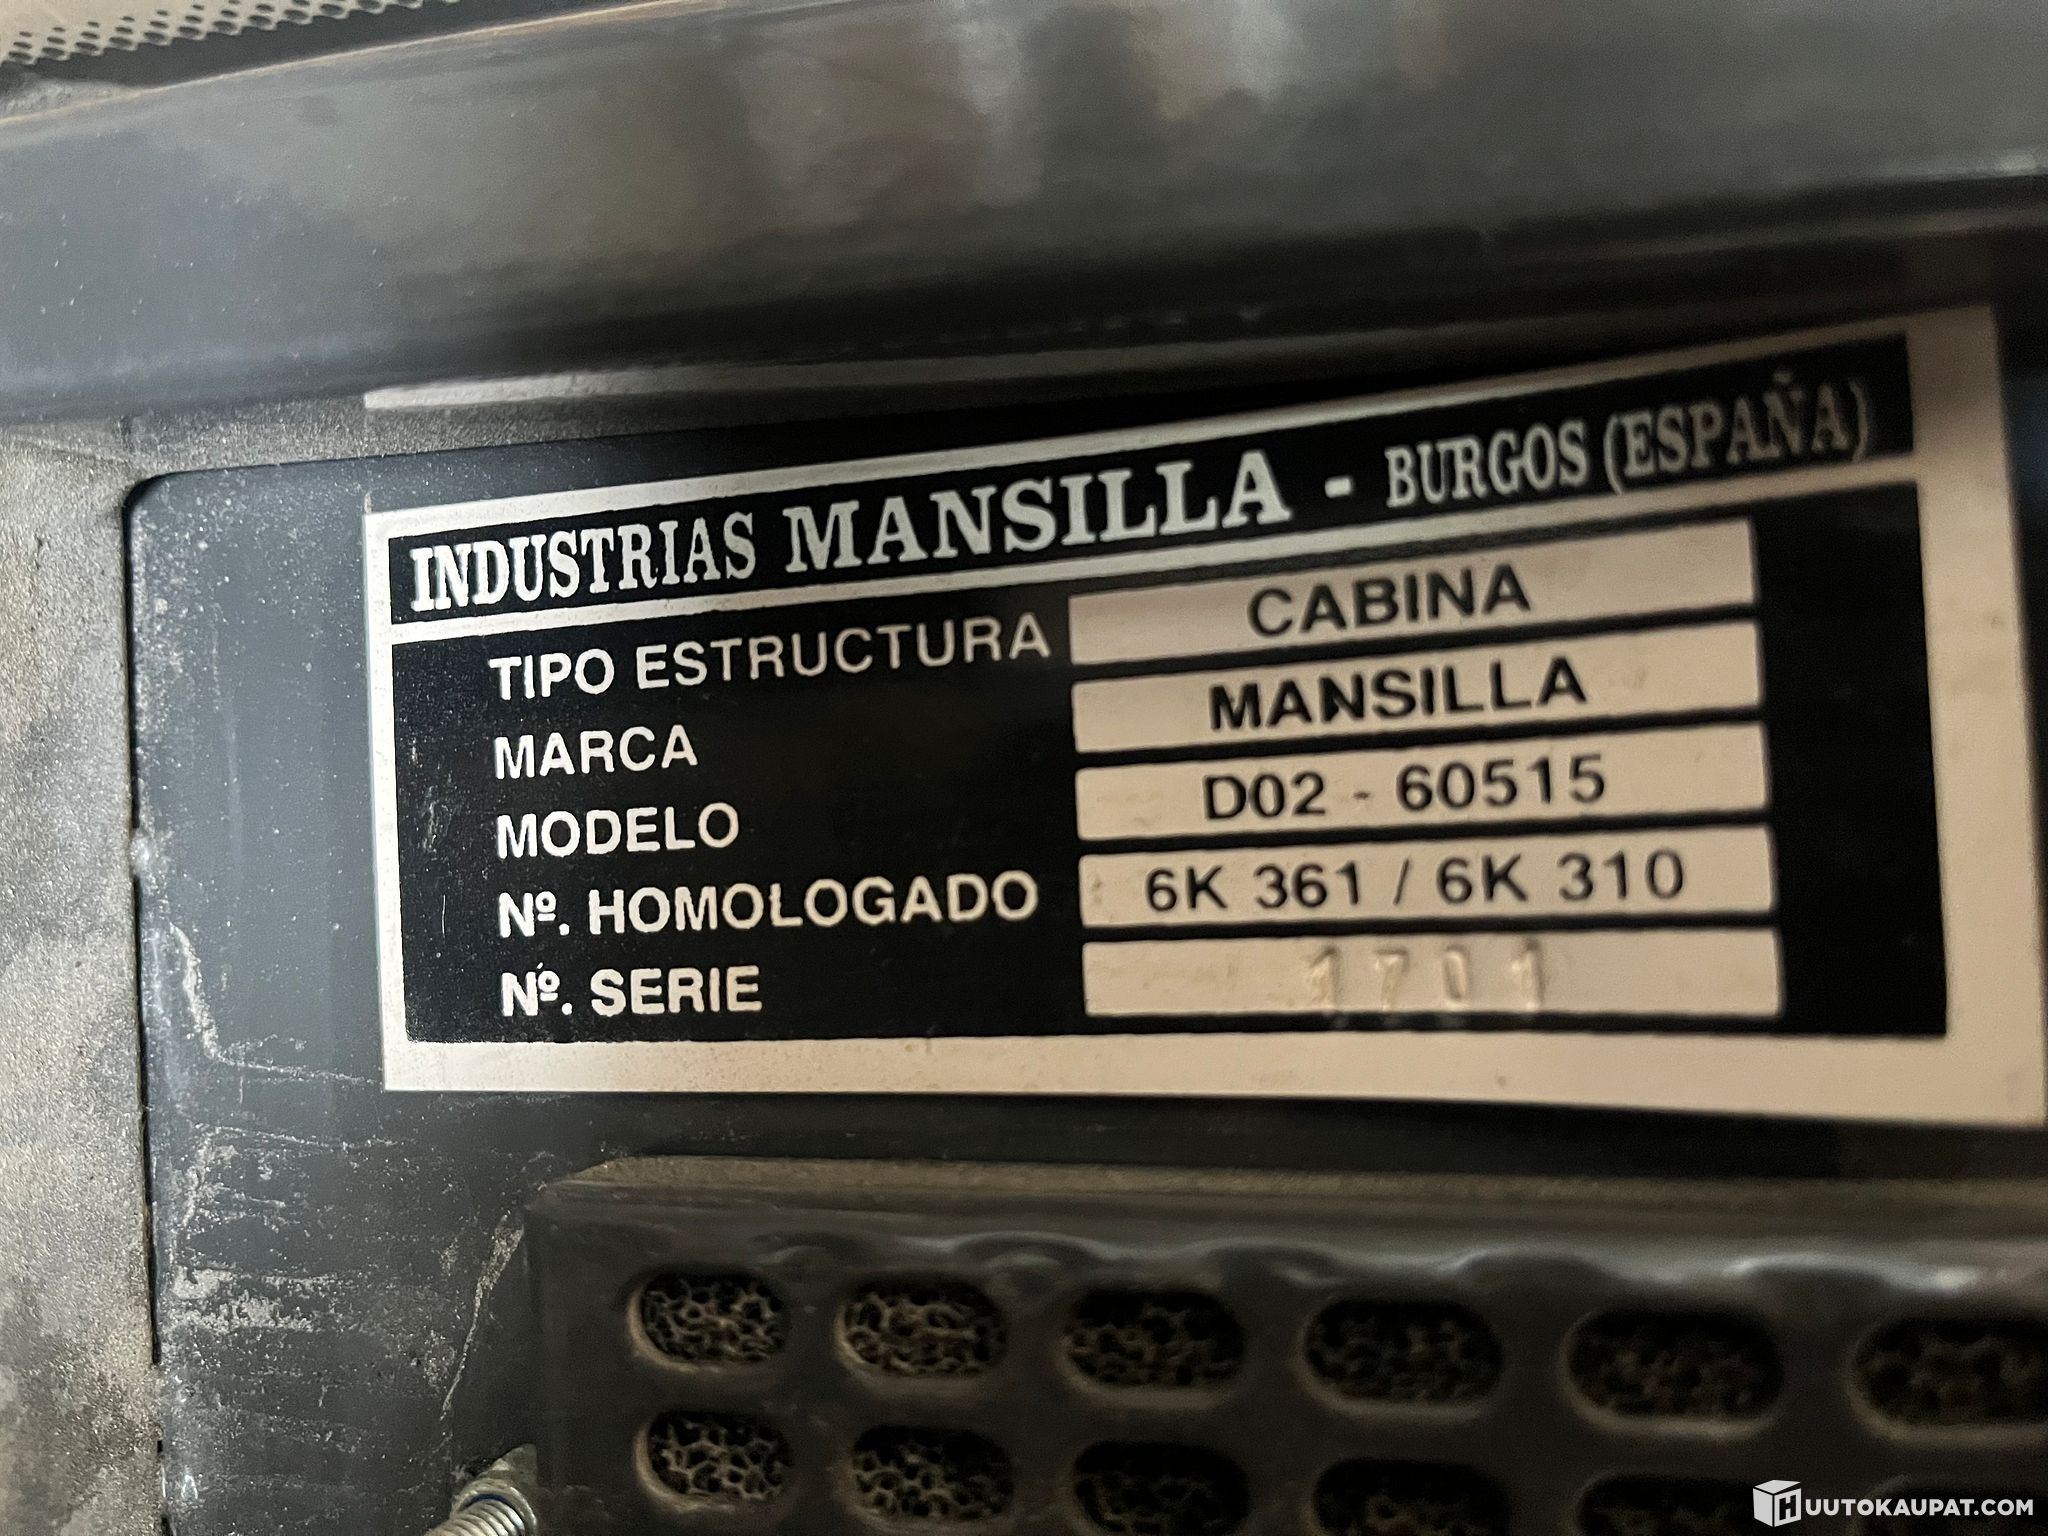 INDUSTRIAS MANSILLA - BURGOS (ESPAÑA)
TIPO ESTRUCTURA CABINA
MARCA MANSILLA
MODELO D02 - 60515
Nº. HOMOLOGADO 6K 361 / 6K 310
Nº. SERIE 1701
HUUTOKAUPAT.COM